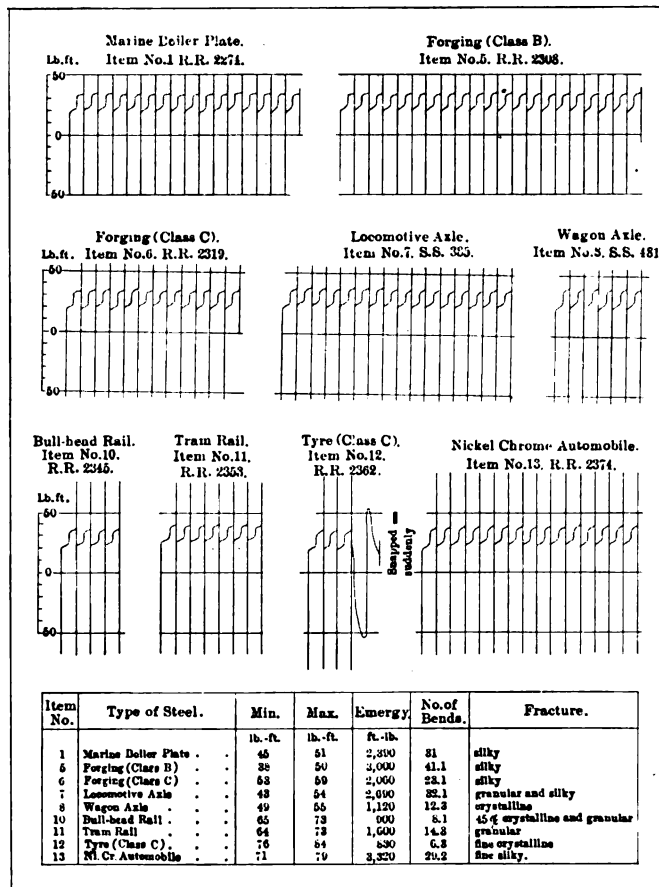 Marine Boiler Plate.
Item No.1 R.R. 2274.
Forging (Class B).
Item No.5. R.R. 2308.
Lb.ft.
50
0
50
Forging (Class C).
Item No.6. R.R. 2319.
Locomotive Axle.
Item No.7. S.S. 385.
Wagon Axle.
Item No.8. S.S. 481
Lb.ft.
50
0
50
Bull-head Rail.
Item No.10.
R.R. 2345.
Tram Rail.
Item No.11.
R.R. 2353.
Tyre (Class C).
Item No.12.
R.R. 2362.
Nickel Chrome Automobile.
Item No.13. R.R. 2374.
Lb.ft.
50
0
50
Snapped
suddenly
Item No. Type of Steel. Min. Max. Energy No. of Bends. Fracture.
lb.-ft. lb.-ft. ft.-lb.
1 Marine Boiler Plate . . 45 51 2,390 31 silky
5 Forging (Class B) . . 38 50 3,000 41.1 silky
6 Forging (Class C) . . 53 59 2,060 23.1 silky
7 Locomotive Axle . . 43 54 2,690 32.1 granular and silky
8 Wagon Axle . . 49 55 1,120 12.3 crystalline
10 Bull-head Rail . . 65 73 900 8.1 45% crystalline and granular
11 Tram Rail . . 64 73 1,600 14.3 granular
12 Tyre (Class C) . . 76 84 830 6.3 fine crystalline
13 Ni. Cr. Automobile . . 71 79 3,320 29.2 fine silky.